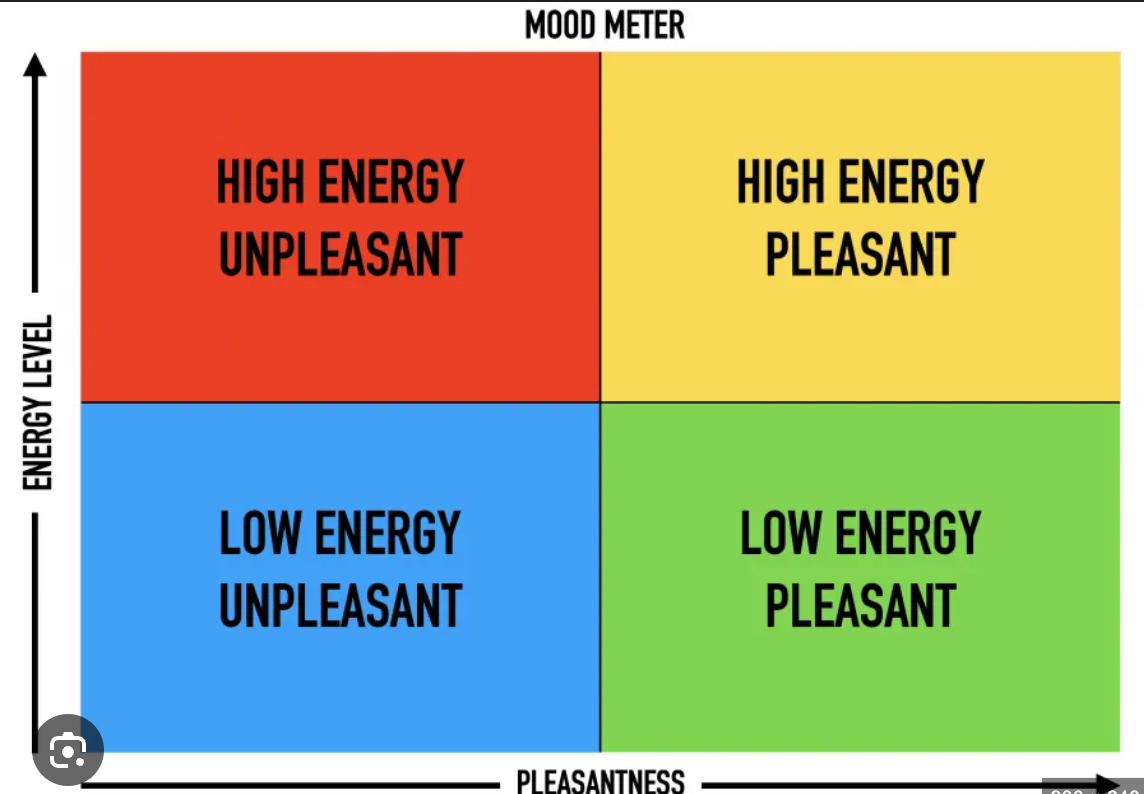 MOOD METER
HIGH ENERGY
UNPLEASANT
HIGH ENERGY
PLEASANT
ENERGY LEVEL
LOW ENERGY
UNPLEASANT
LOW ENERGY
PLEASANT
PLEASANTNESS